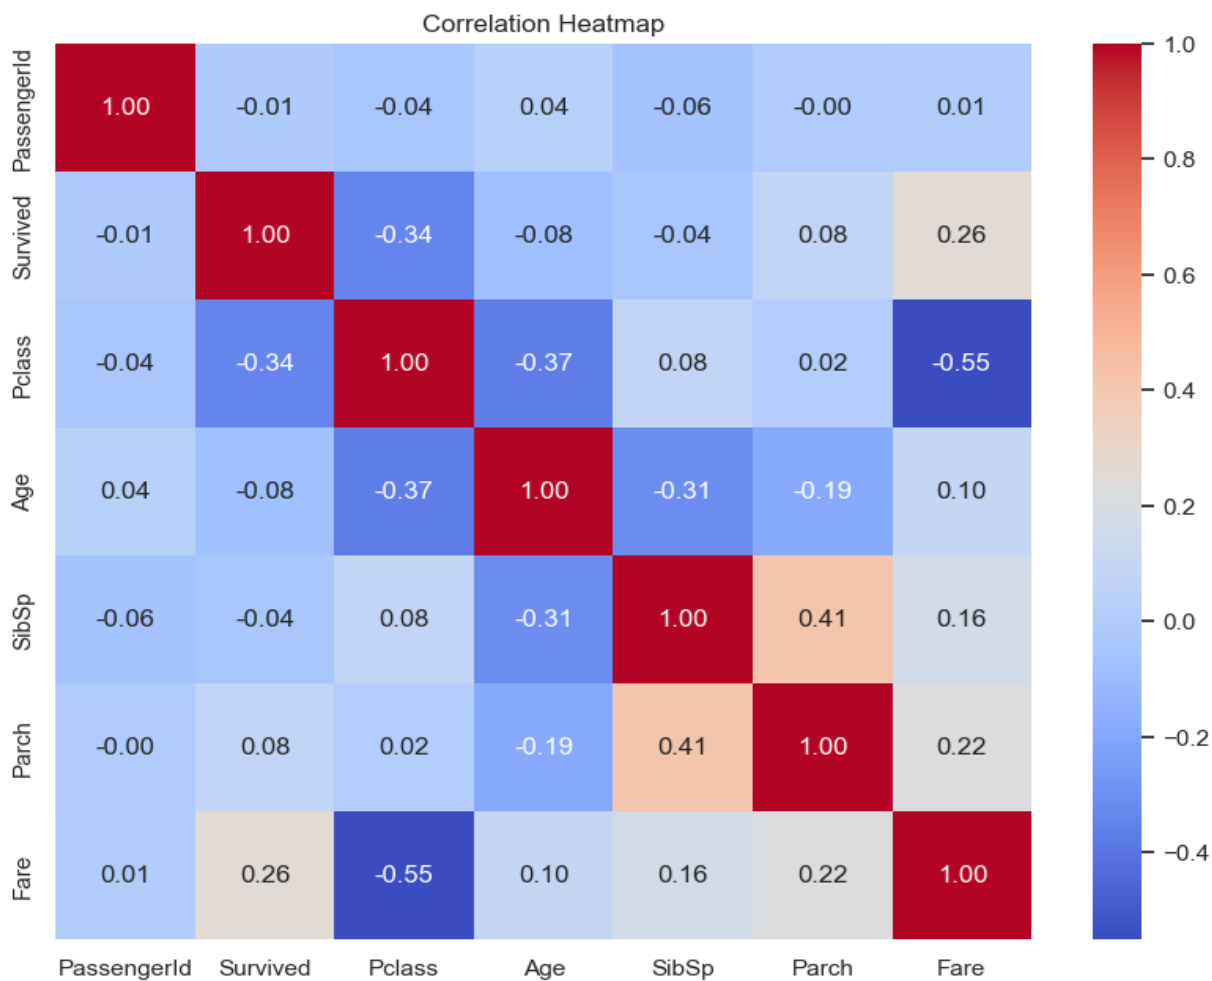 Correlation Heatmap
PassengerId 1.00 -0.01 -0.04 0.04 -0.06 -0.00 0.01
Survived -0.01 1.00 -0.34 -0.08 -0.04 0.08 0.26
Pclass -0.04 -0.34 1.00 -0.37 0.08 0.02 -0.55
Age 0.04 -0.08 -0.37 1.00 -0.31 -0.19 0.10
SibSp -0.06 -0.04 0.08 -0.31 1.00 0.41 0.16
Parch -0.00 0.08 0.02 -0.19 0.41 1.00 0.22
Fare 0.01 0.26 -0.55 0.10 0.16 0.22 1.00
PassengerId Survived Pclass Age SibSp Parch Fare
1.0
0.8
0.6
0.4
0.2
0.0
−0.2
−0.4